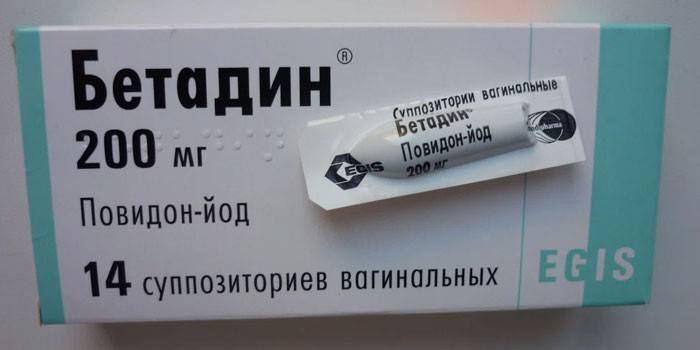 Бетадин®
200 мг
Повидон-йод
14 суппозиториев вагинальных
EGIS
Суппозитории вагинальные
Бетадин®
Повидон-йод
200 мг
EGIS